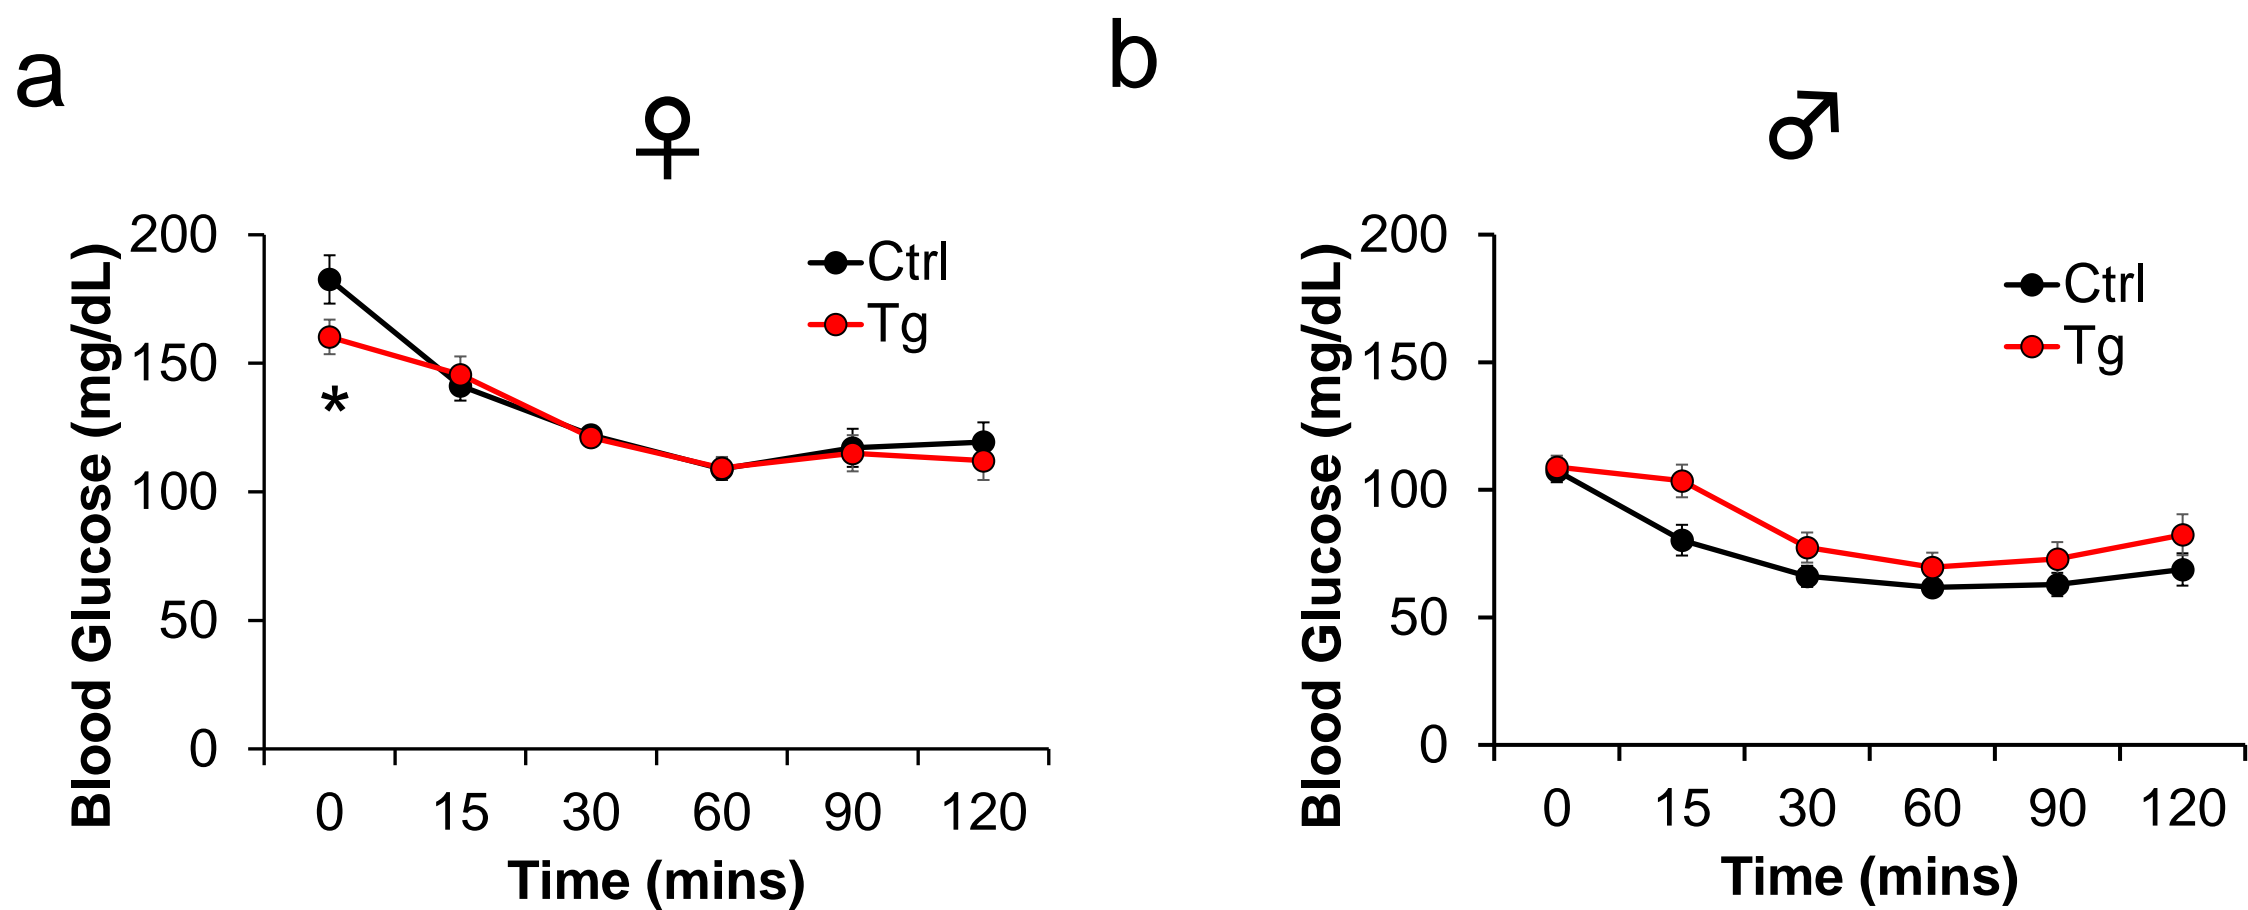 a
♀
Blood Glucose (mg/dL)
200
150
100
50
0
Ctrl
Tg
*
0 15 30 60 90 120
Time (mins)
b
♂
Blood Glucose (mg/dL)
200
150
100
50
0
Ctrl
Tg
0 15 30 60 90 120
Time (mins)